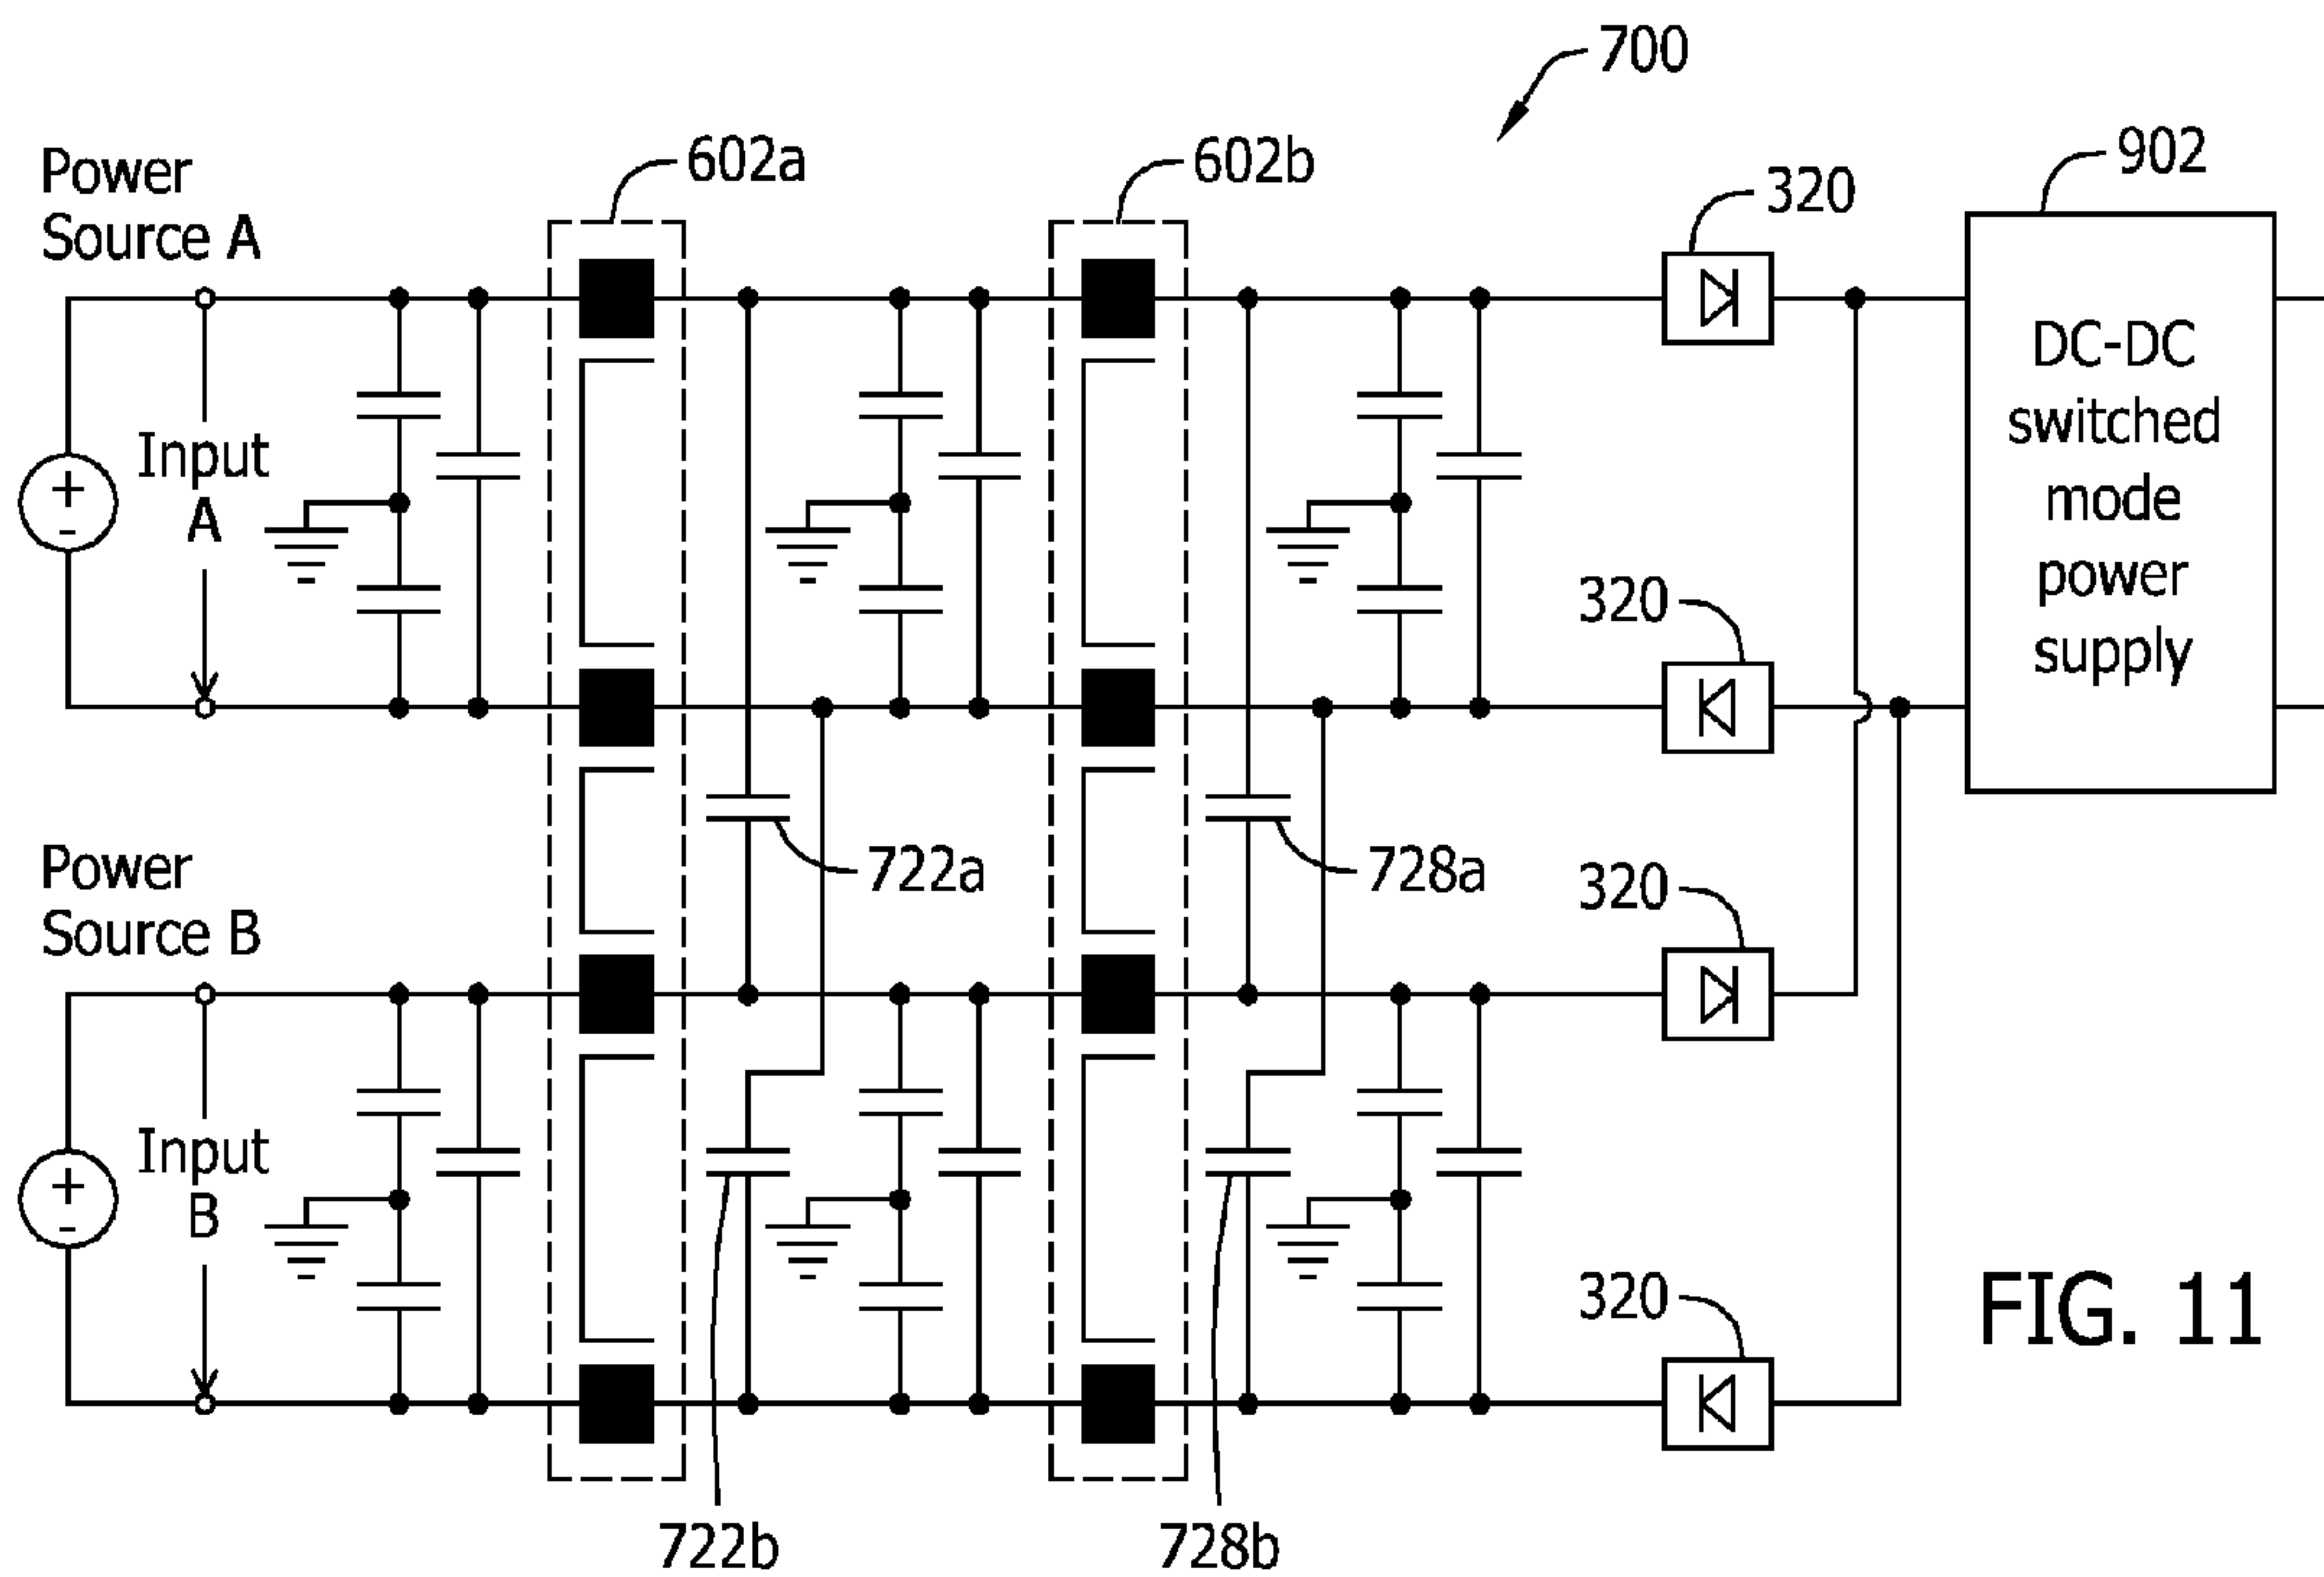 700
602a
602b
902
320
Power
Source A
Input
A
+
-
DC-DC
switched
mode
power
supply
320
722a
728a
320
Power
Source B
Input
B
+
-
320
FIG. 11
722b
728b